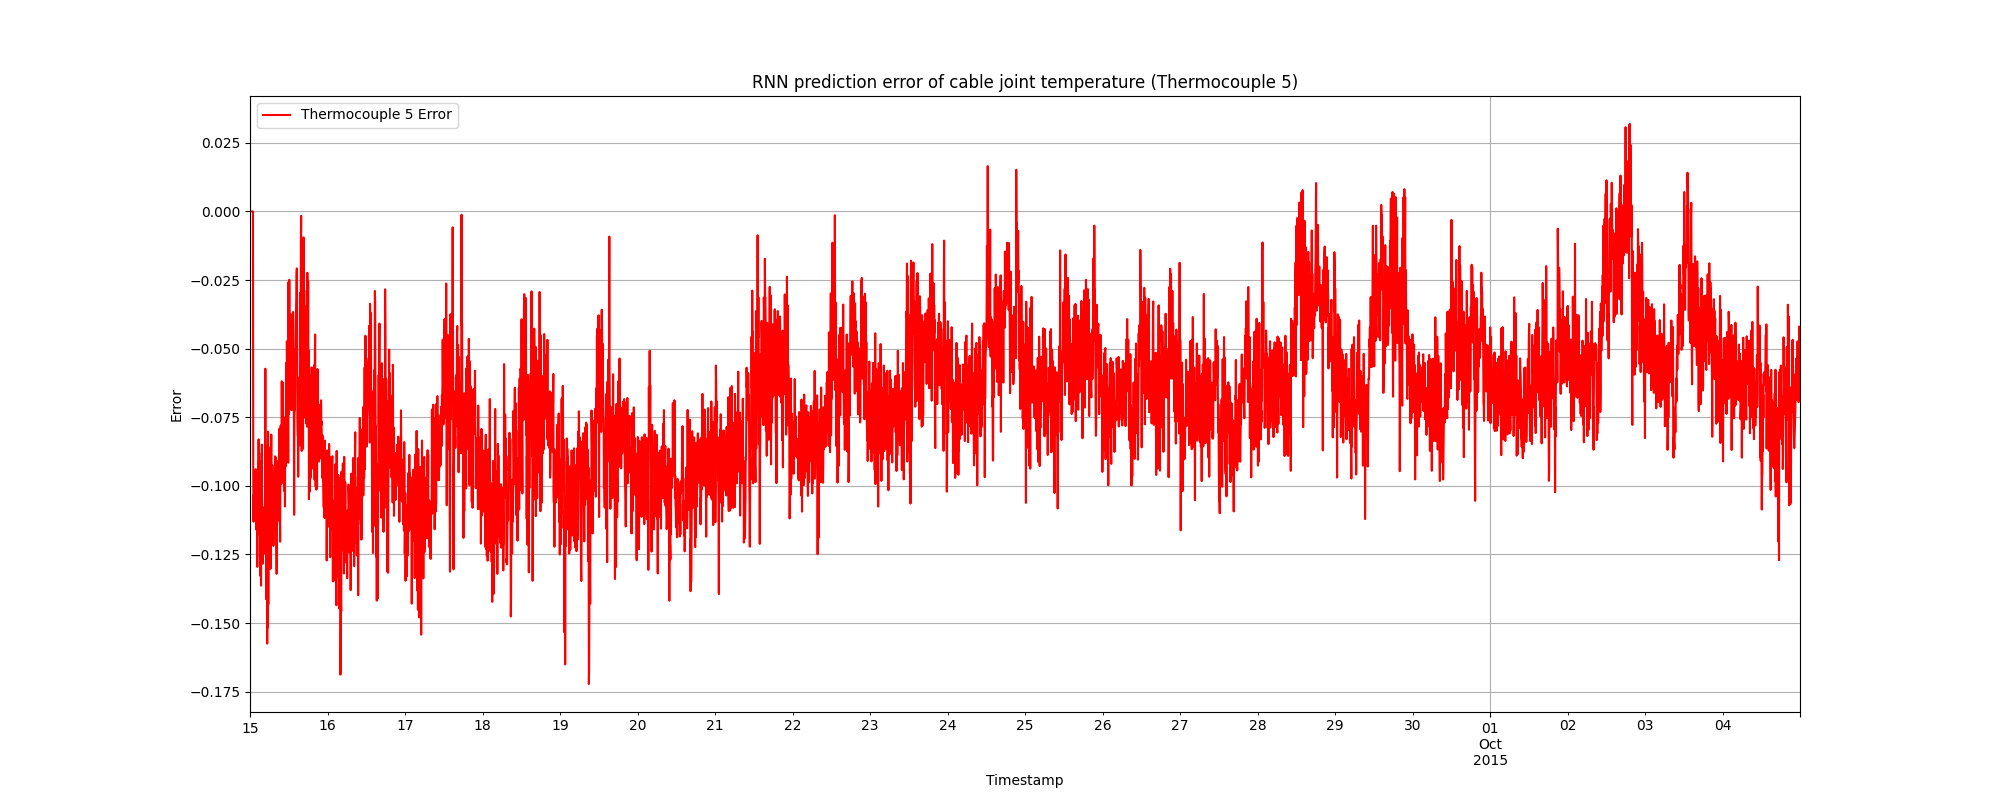 RNN prediction error of cable joint temperature (Thermocouple 5)
Thermocouple 5 Error
0.025
0.000
−0.025
−0.050
−0.075
−0.100
−0.125
−0.150
−0.175
Error
15 16 17 18 19 20 21 22 23 24 25 26 27 28 29 30 01 02 03 04
Oct
2015
Timestamp